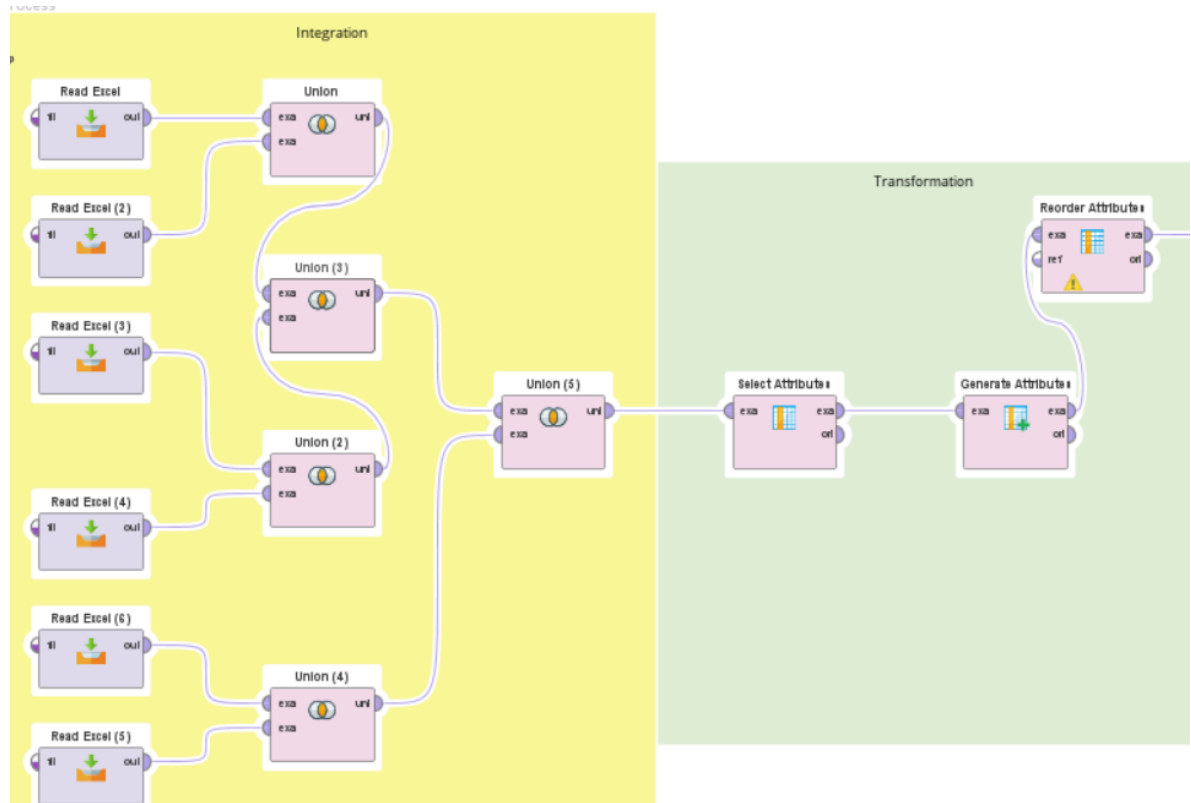 Integration
Read Excel
fil
out
Union
exa
uni
exa
Read Excel (2)
fil
out
Union (3)
exa
uni
exa
Read Excel (3)
fil
out
Union (2)
exa
uni
exa
Read Excel (4)
fil
out
Read Excel (6)
fil
out
Union (4)
exa
uni
exa
Read Excel (5)
fil
out
Union (5)
exa
uni
exa
Transformation
Select Attributes
exa
exa
ori
Generate Attributes
exa
exa
ori
Reorder Attributes
exa
exa
ref
ori